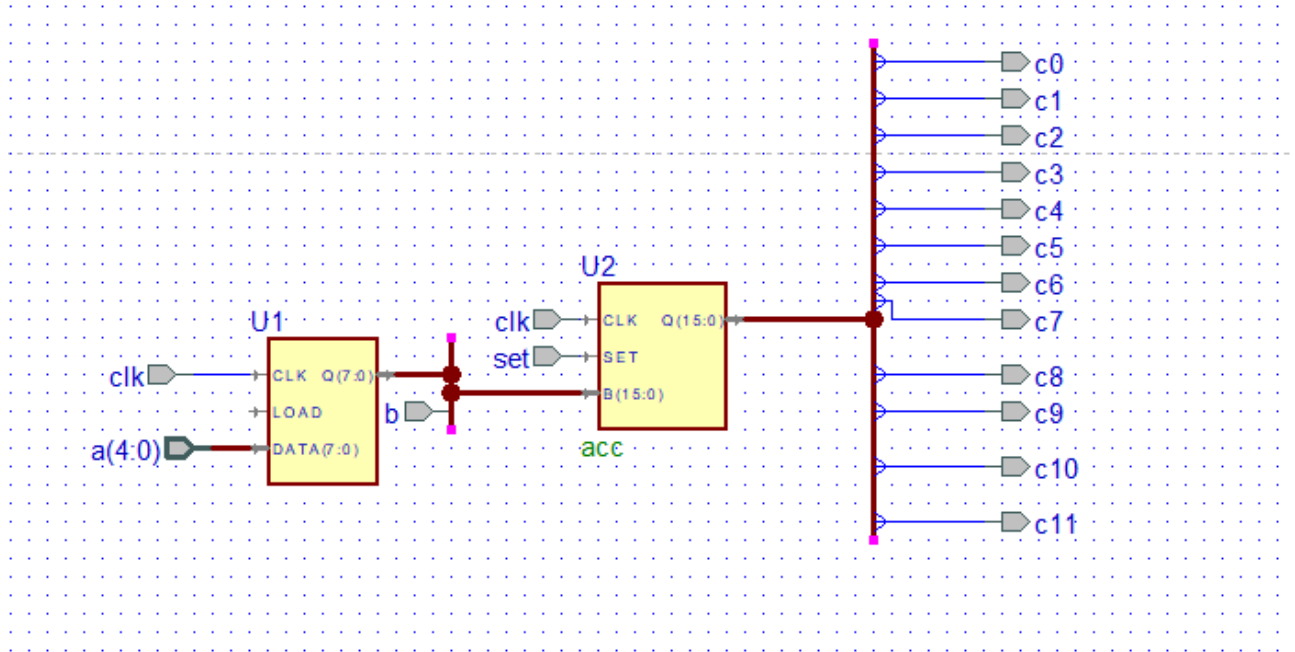 c0
c1
c2
c3
c4
c5
c6
c7
c8
c9
c10
c11
U2
clk
set
CLK Q(15:0)
SET
B(15:0)
acc
U1
clk
a(4:0)
CLK Q(7:0)
LOAD
DATA(7:0)
b